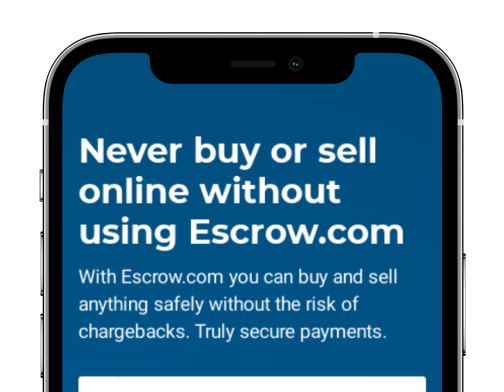 Never buy or sell
online without
using Escrow.com
With Escrow.com you can buy and sell
anything safely without the risk of
chargebacks. Truly secure payments.